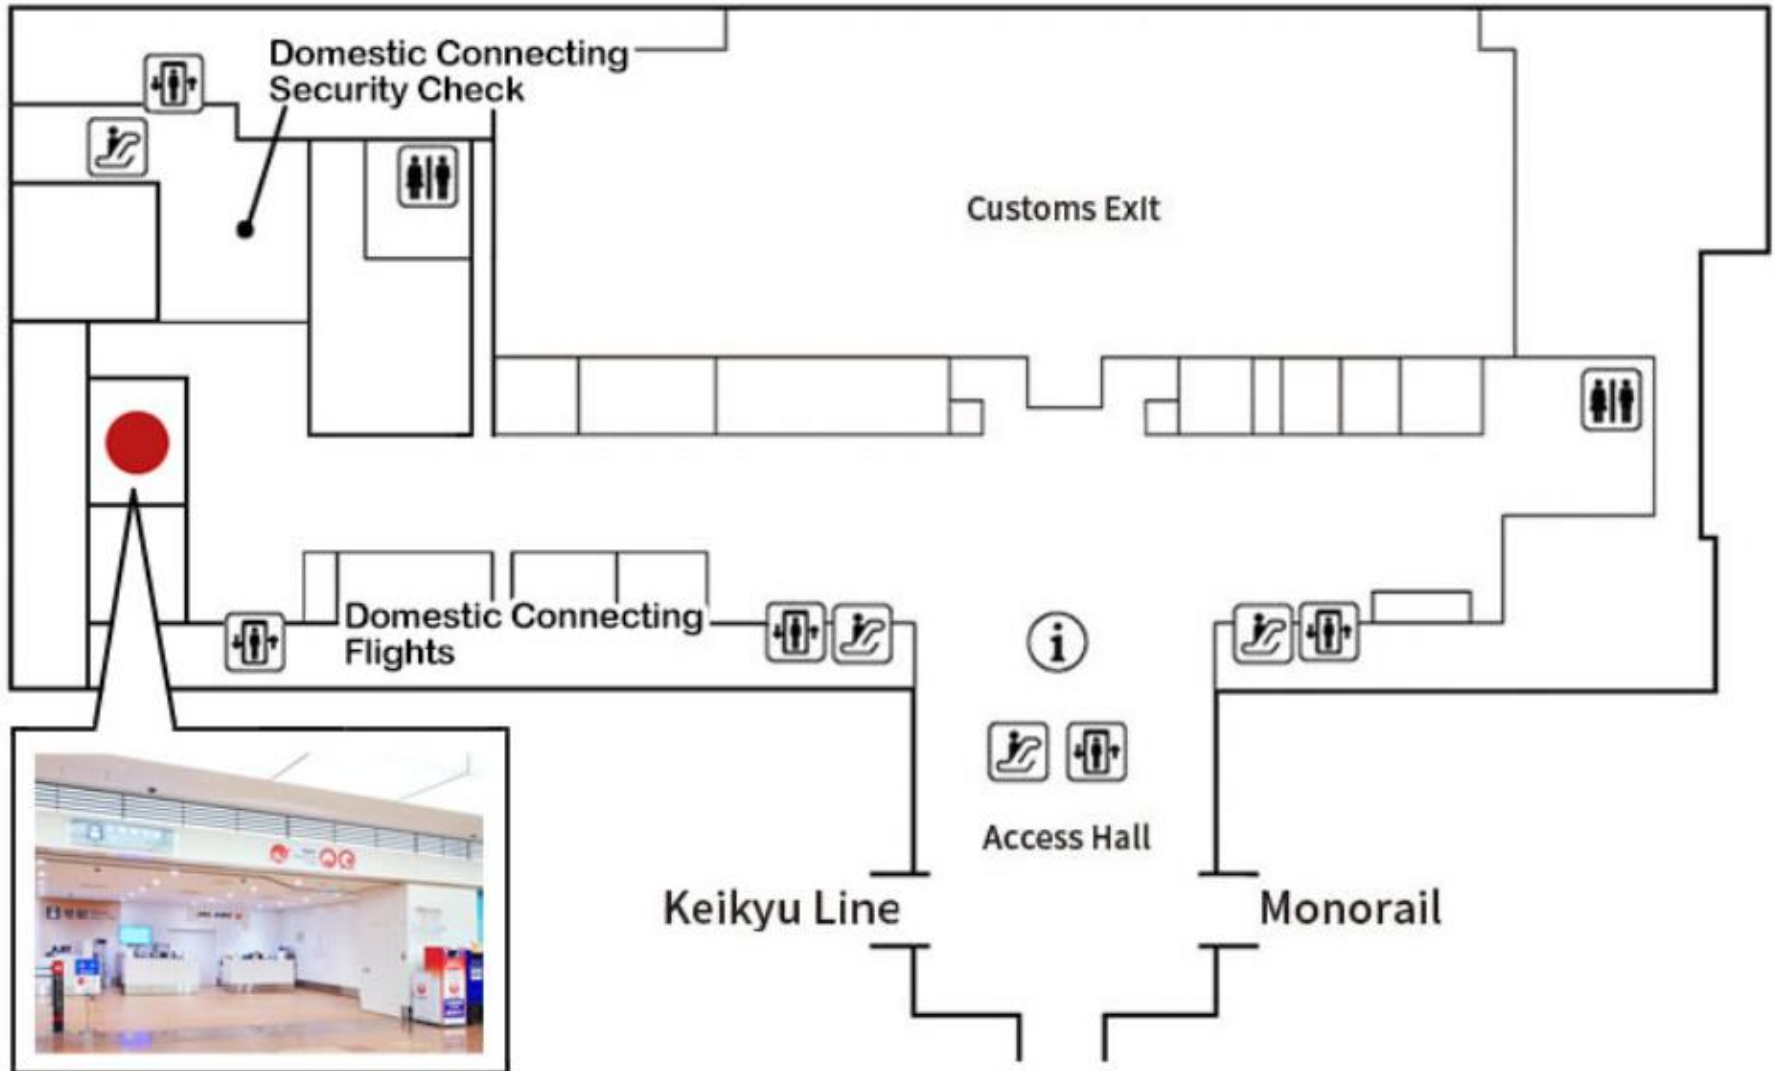 Domestic Connecting
Security Check
Customs Exit
Domestic Connecting
Flights
i
Access Hall
Keikyu Line
Monorail